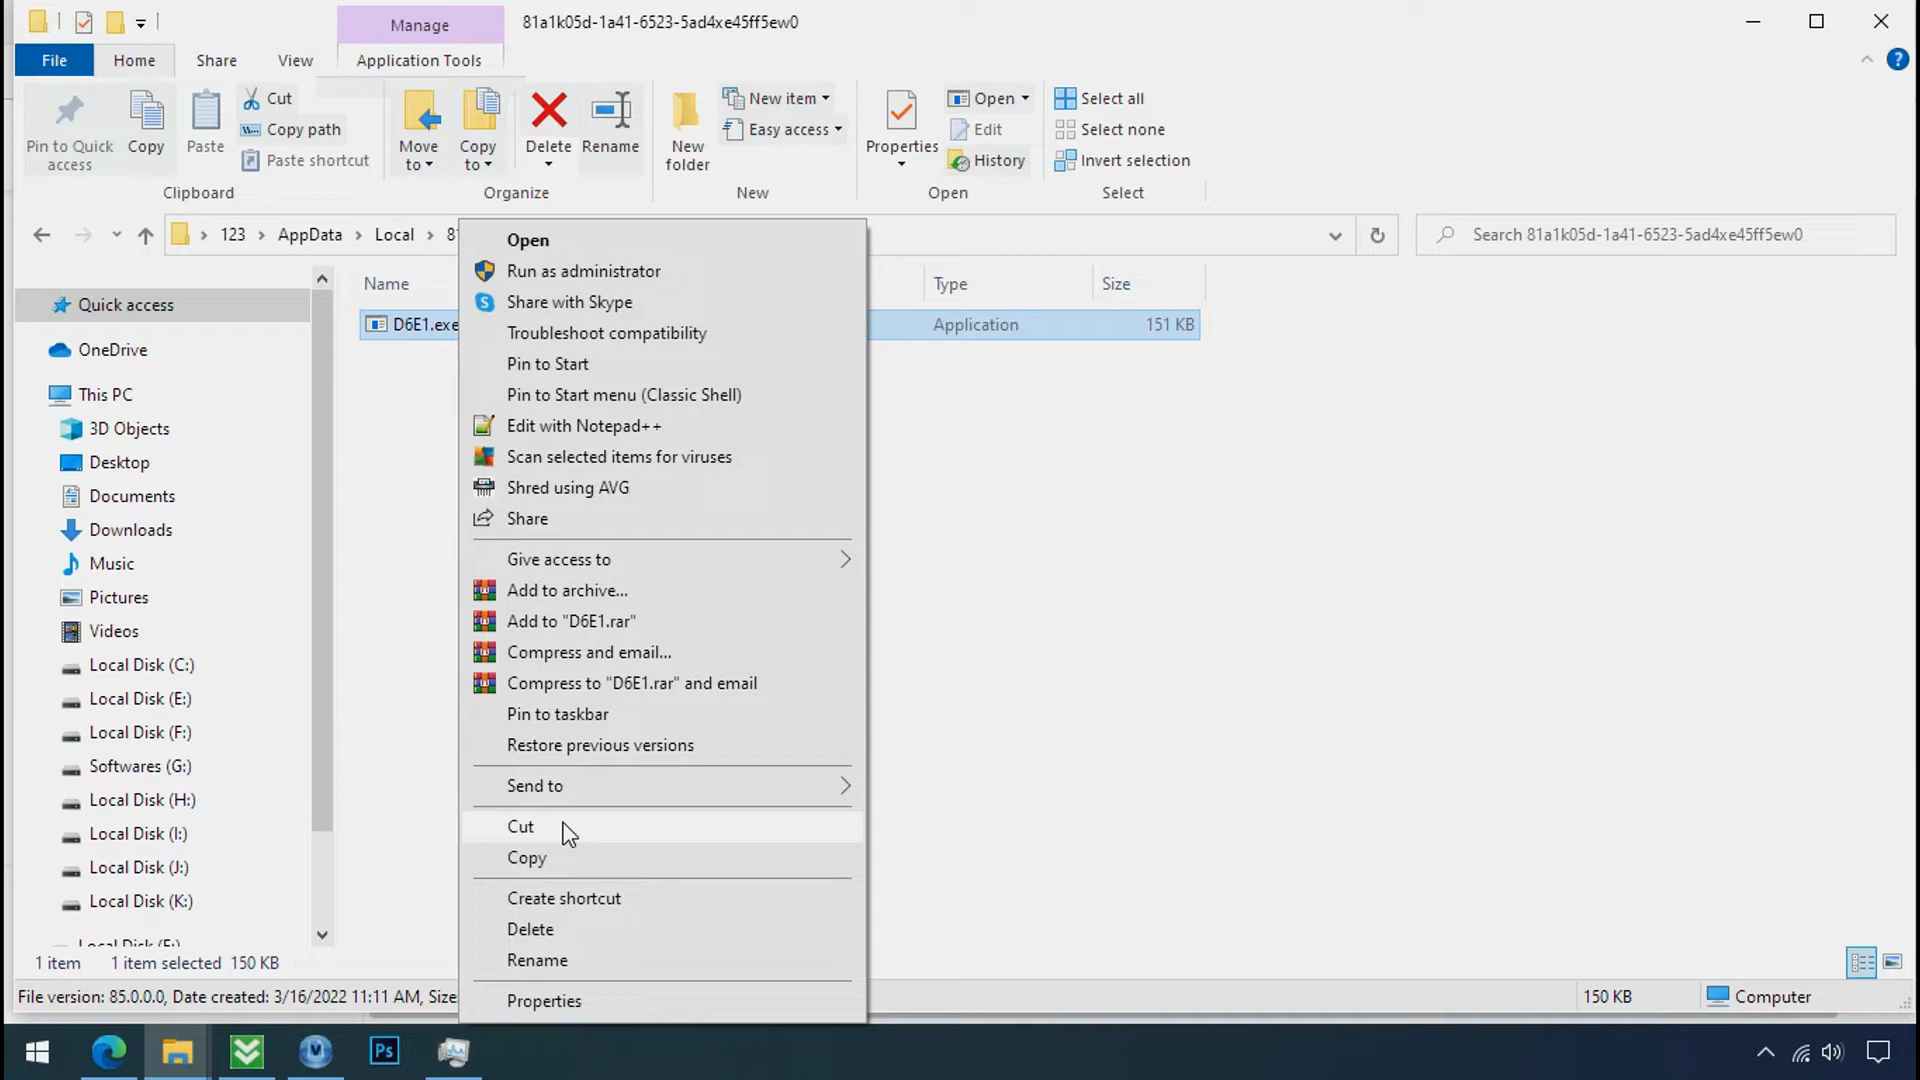 Manage
81a1k05d-1a41-6523-5ad4xe45ff5ew0
File
Home
Share
View
Application Tools
Pin to Quick access
Copy
Paste
Cut
Copy path
Paste shortcut
Clipboard
Move to
Copy to
Delete
Rename
Organize
New folder
New item
Easy access
New
Properties
Open
Edit
History
Open
Select all
Select none
Invert selection
Select
123
AppData
Local
Search 81a1k05d-1a41-6523-5ad4xe45ff5ew0
Name
Type
Size
D6E1.exe
Application
151 KB
Quick access
OneDrive
This PC
3D Objects
Desktop
Documents
Downloads
Music
Pictures
Videos
Local Disk (C:)
Local Disk (E:)
Local Disk (F:)
Softwares (G:)
Local Disk (H:)
Local Disk (I:)
Local Disk (J:)
Local Disk (K:)
Open
Run as administrator
Share with Skype
Troubleshoot compatibility
Pin to Start
Pin to Start menu (Classic Shell)
Edit with Notepad++
Scan selected items for viruses
Shred using AVG
Share
Give access to
Add to archive...
Add to "D6E1.rar"
Compress and email...
Compress to "D6E1.rar" and email
Pin to taskbar
Restore previous versions
Send to
Cut
Copy
Create shortcut
Delete
Rename
Properties
1 item
1 item selected 150 KB
File version: 85.0.0.0, Date created: 3/16/2022 11:11 AM, Size
150 KB
Computer
Ps